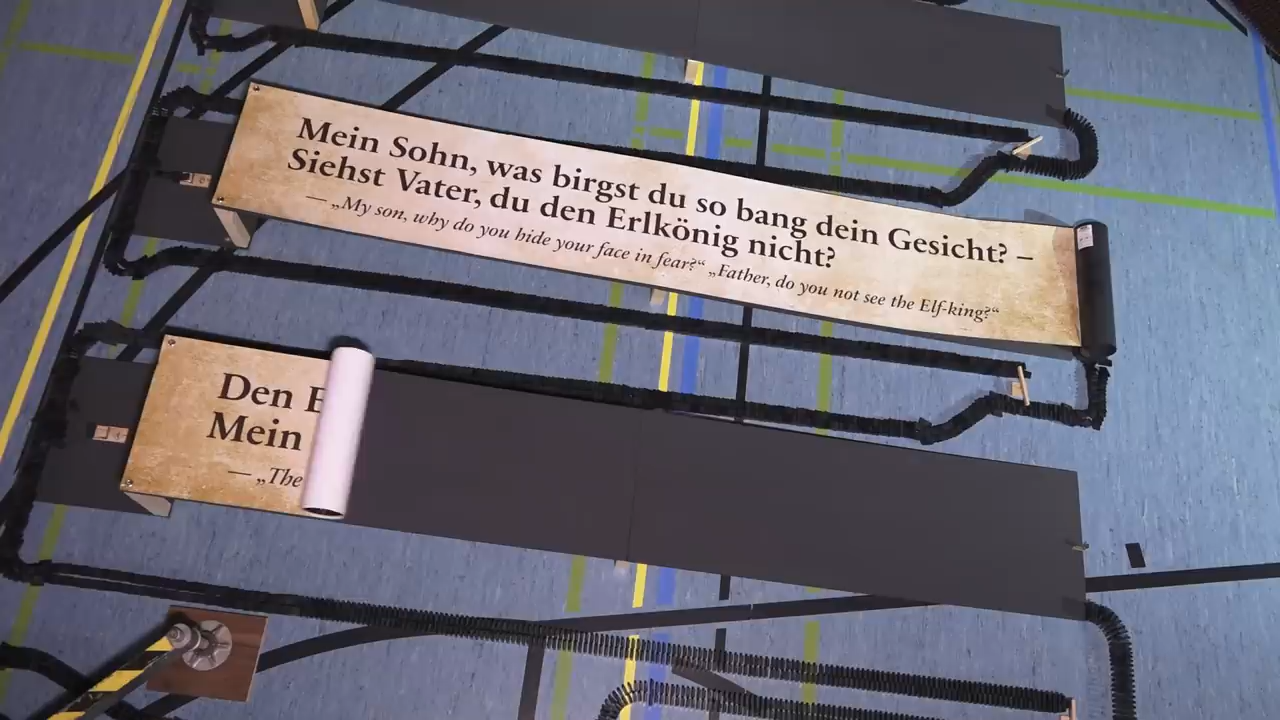 Mein Sohn, was birgst du so bang dein Gesicht? –
Siehst Vater, du den Erlkönig nicht?
— „My son, why do you hide your face in fear?“ „Father, do you not see the Elf-king?“
Den E
Mein
— „The